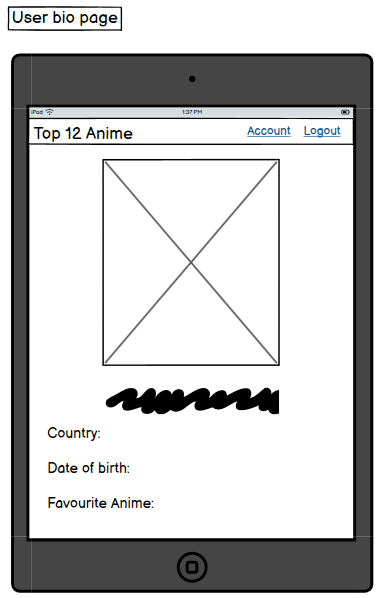 User bio page
iPad 1:37 PM
Top 12 Anime Account Logout
Country:
Date of birth:
Favourite Anime: